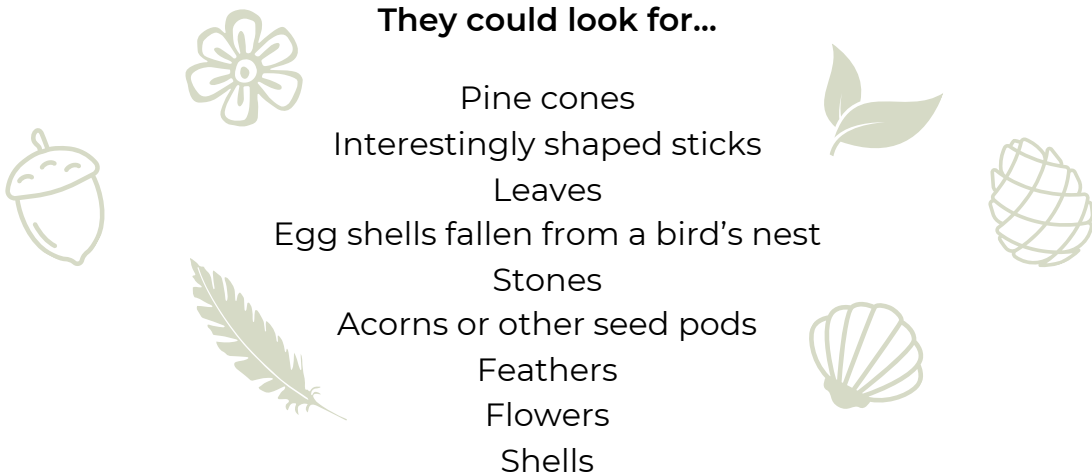 They could look for...
Pine cones
Interestingly shaped sticks
Leaves
Egg shells fallen from a bird’s nest
Stones
Acorns or other seed pods
Feathers
Flowers
Shells